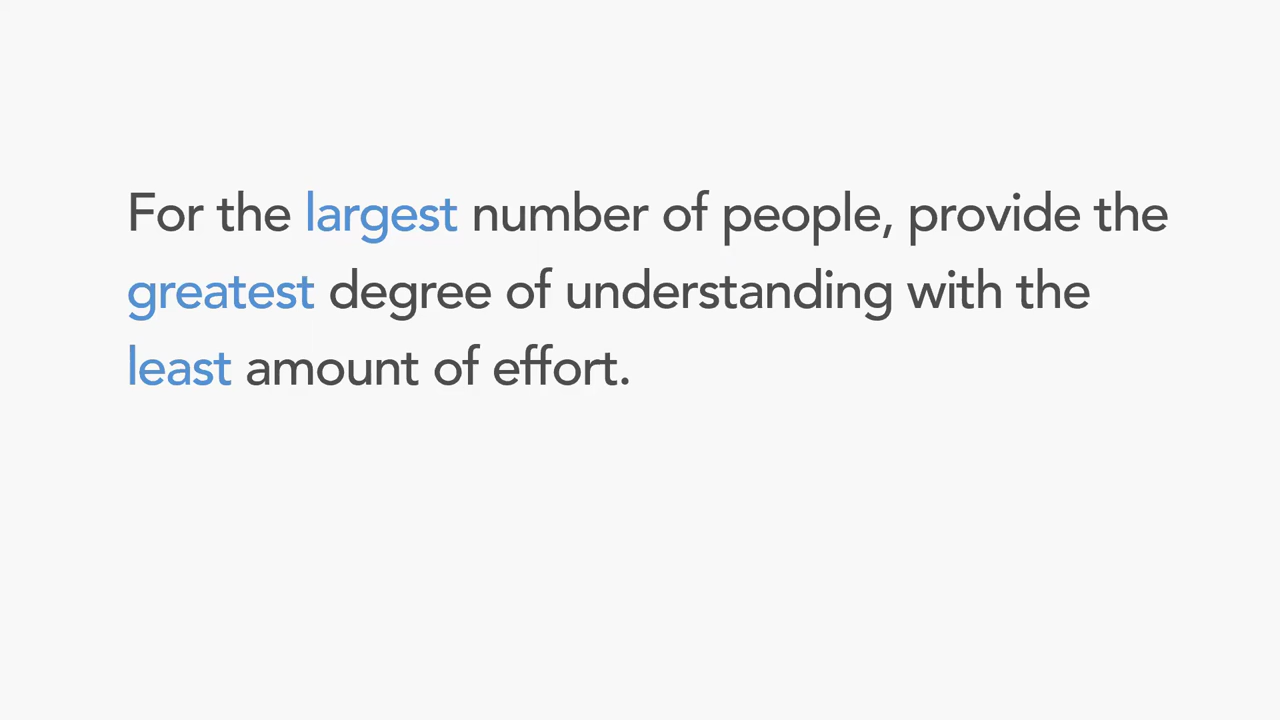 For the largest number of people, provide the
greatest degree of understanding with the
least amount of effort.